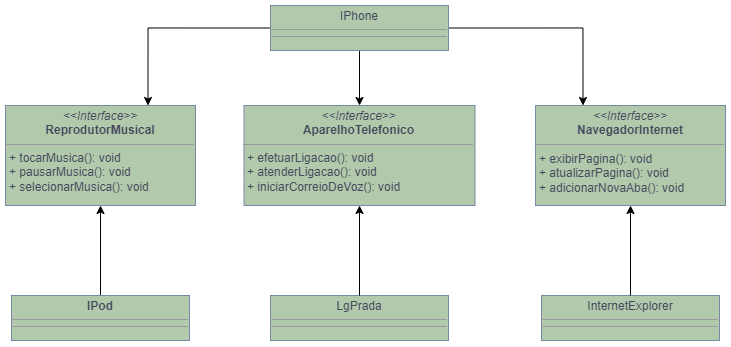 IPhone
<<Interface>>
ReprodutorMusical
+ tocarMusica(): void
+ pausarMusica(): void
+ selecionarMusica(): void
<<Interface>>
AparelhoTelefonico
+ efetuarLigacao(): void
+ atenderLigacao(): void
+ iniciarCorreioDeVoz(): void
<<Interface>>
NavegadorInternet
+ exibirPagina(): void
+ atualizarPagina(): void
+ adicionarNovaAba(): void
IPod
LgPrada
InternetExplorer